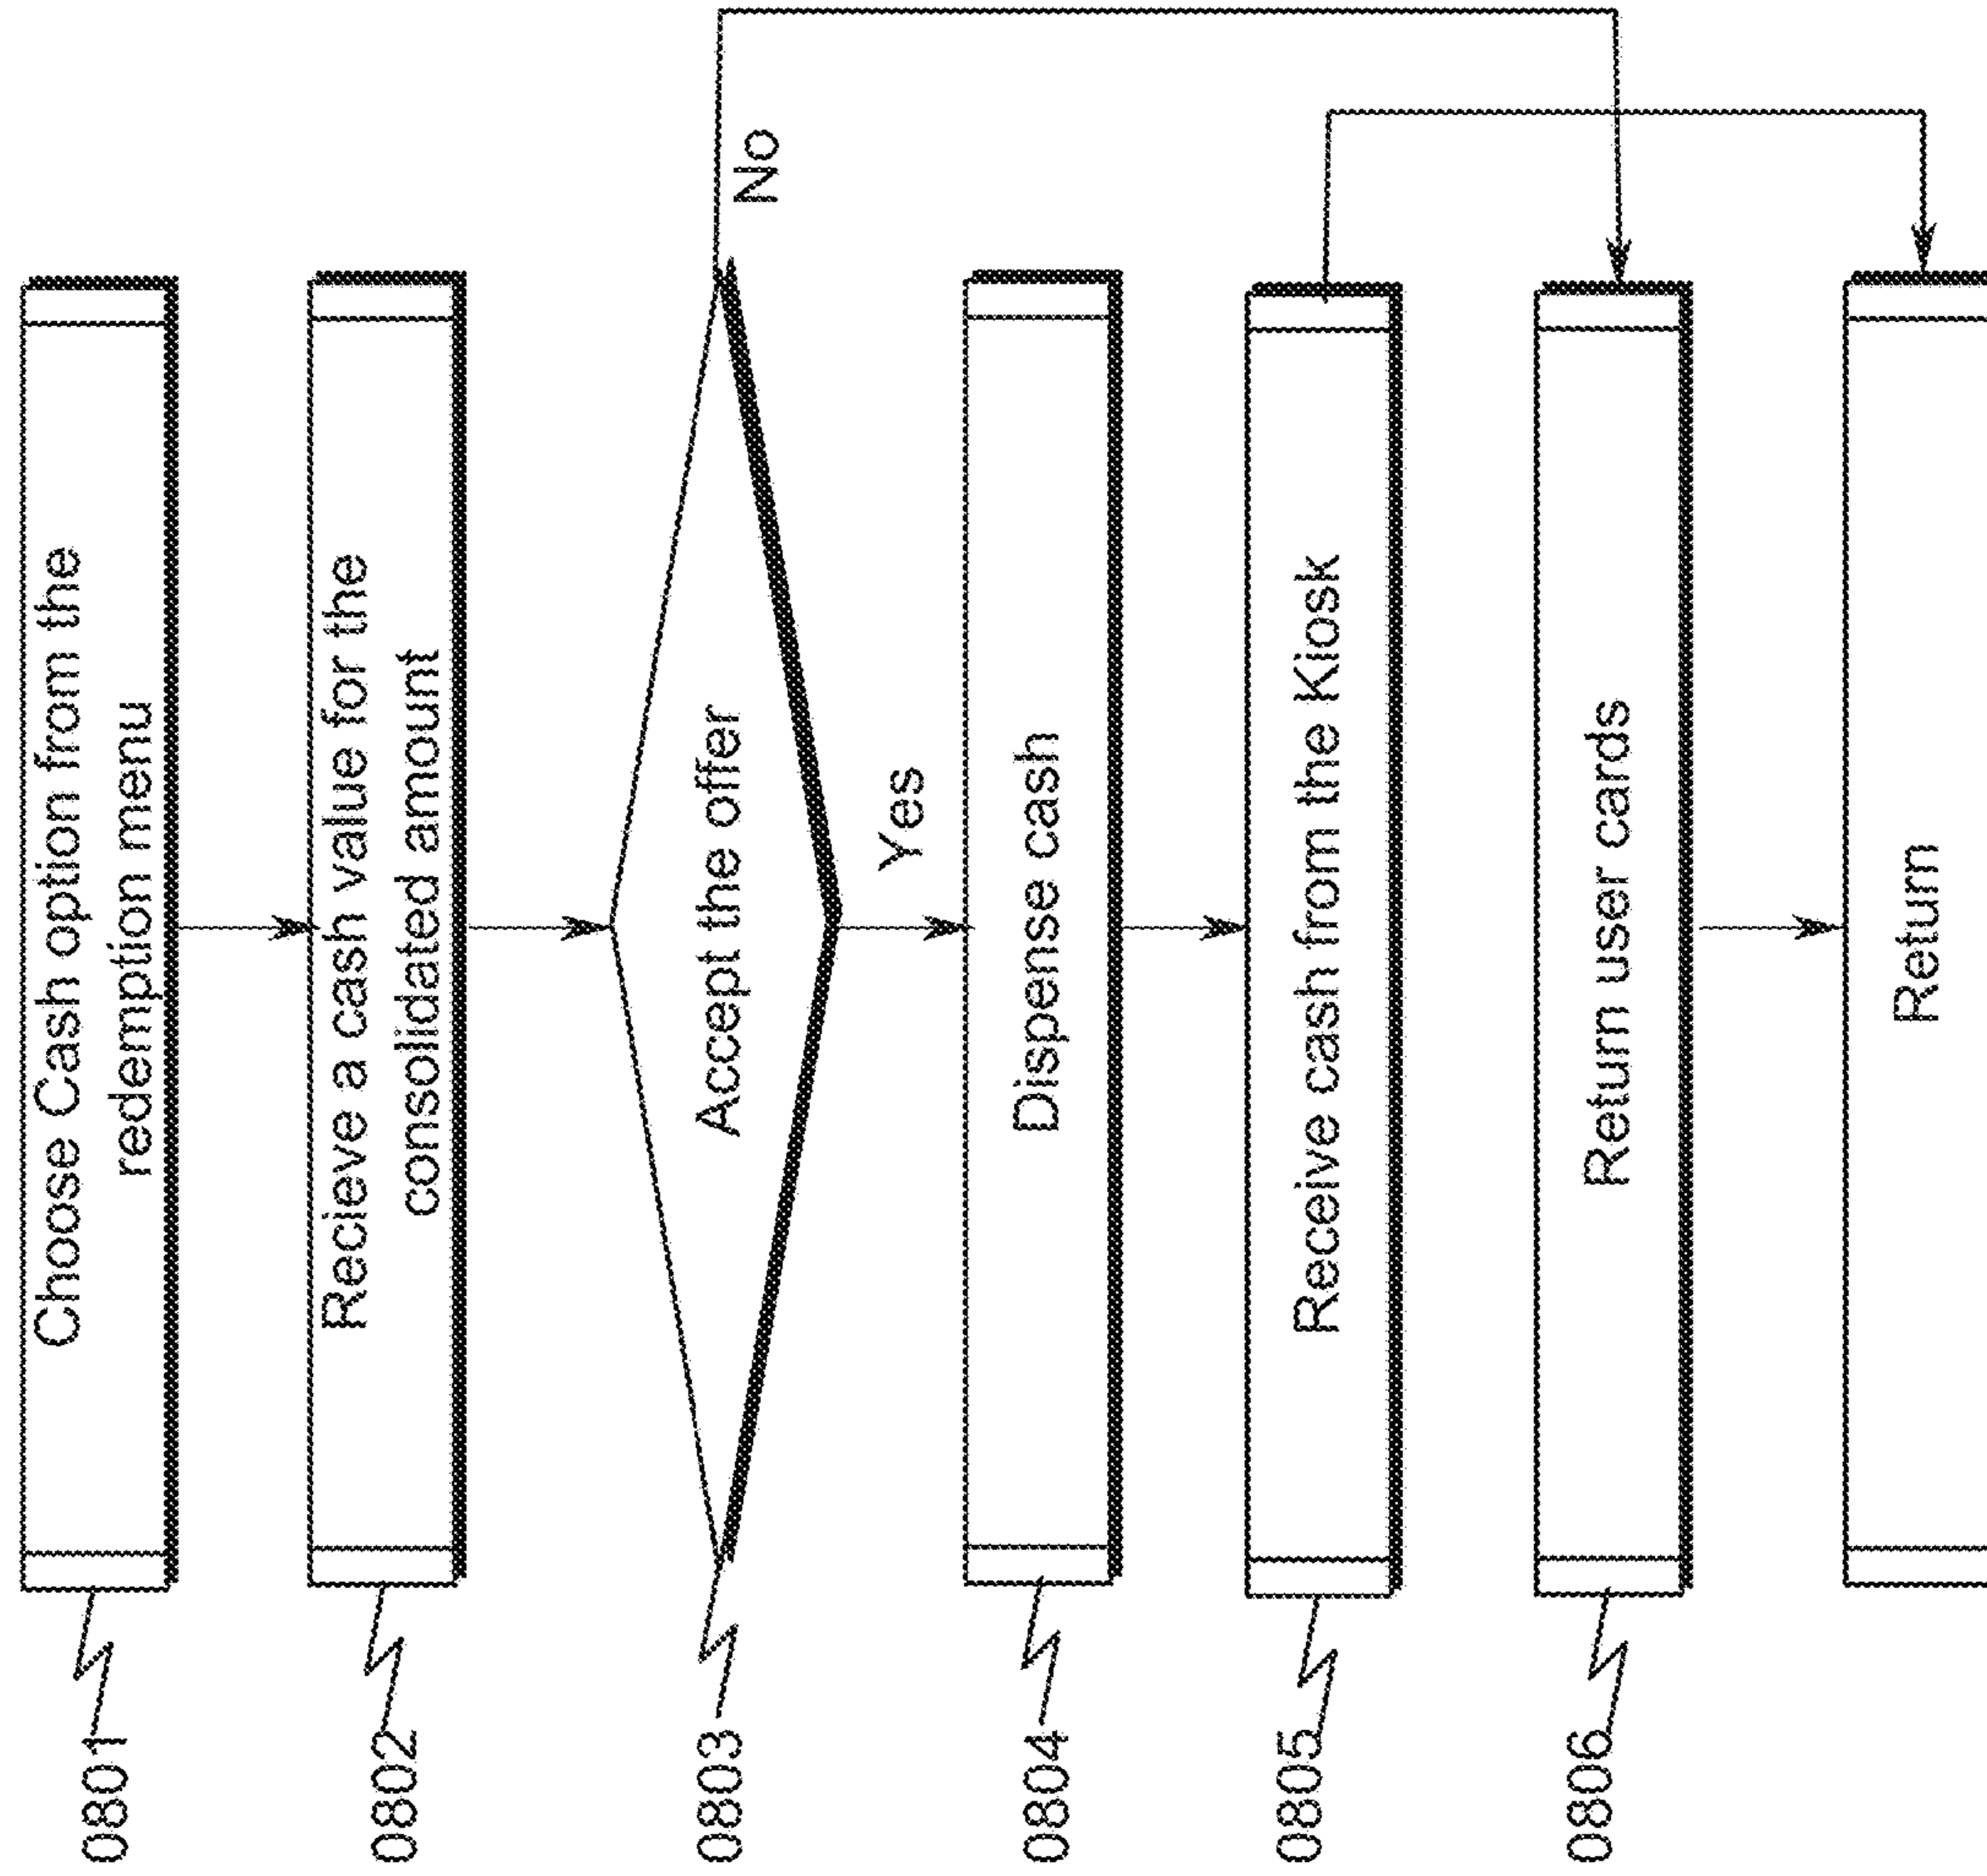 0801
Choose Cash option from the
redemption menu
0802
Recieve a cash value for the
consolidated amount
0803
Accept the offer
No
Yes
0804
Dispense cash
0805
Receive cash from the Kiosk
0806
Return user cards
Return